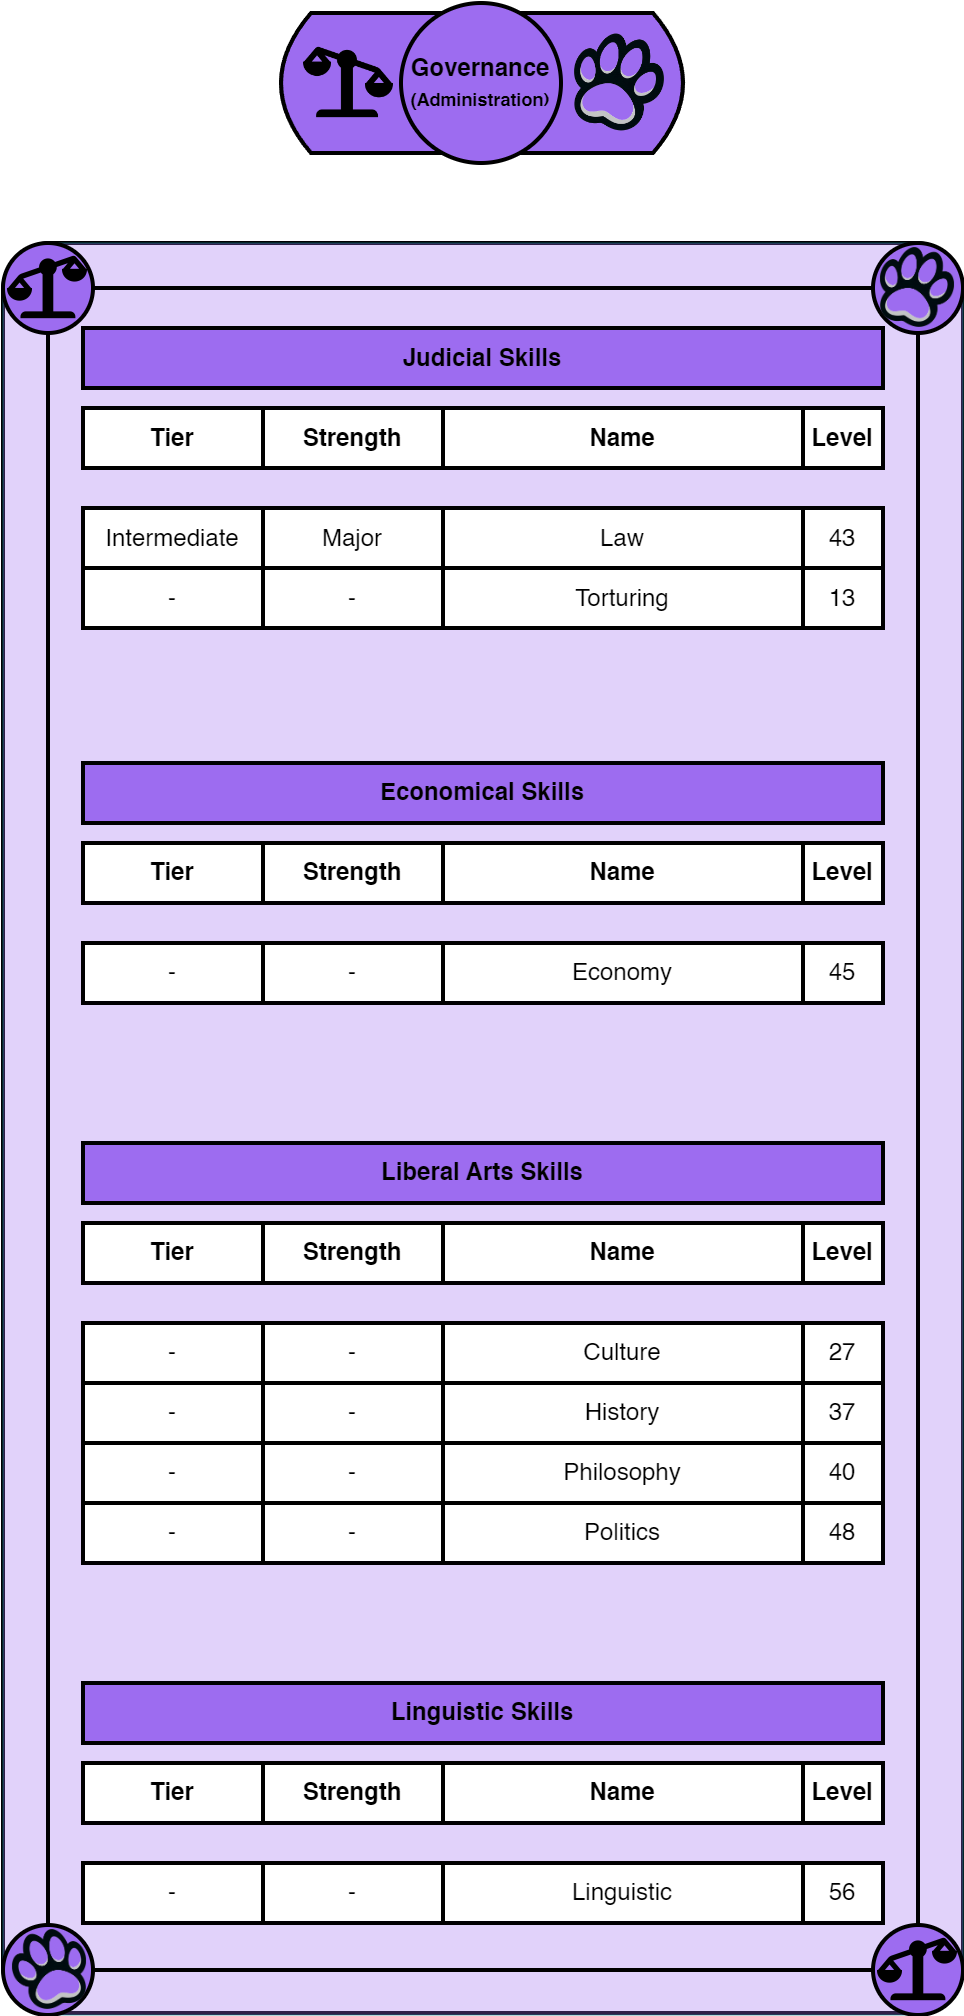 Governance
(Administration)
Judicial Skills
Tier Strength Name Level
Intermediate Major Law 43
- - Torturing 13
Economical Skills
Tier Strength Name Level
- - Economy 45
Liberal Arts Skills
Tier Strength Name Level
- - Culture 27
- - History 37
- - Philosophy 40
- - Politics 48
Linguistic Skills
Tier Strength Name Level
- - Linguistic 56